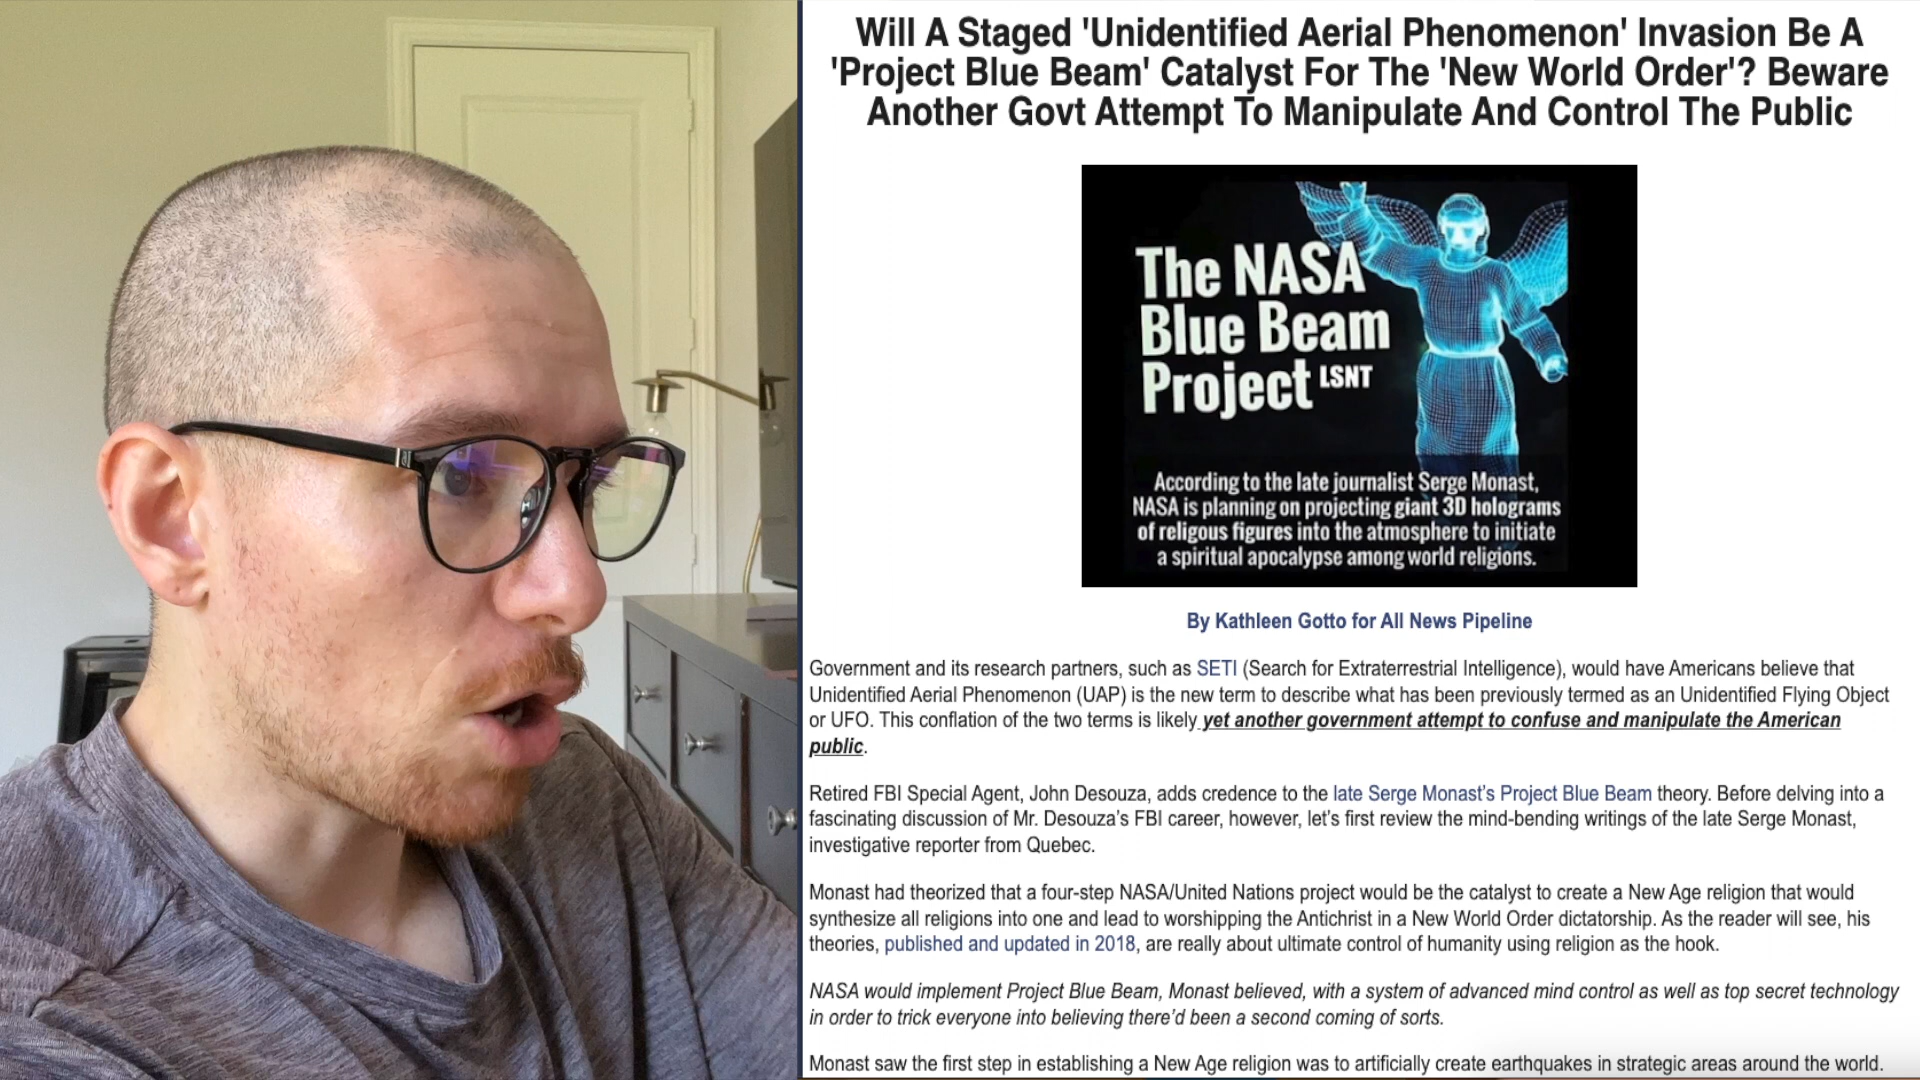 Will A Staged 'Unidentified Aerial Phenomenon' Invasion Be A
'Project Blue Beam' Catalyst For The 'New World Order'? Beware
Another Govt Attempt To Manipulate And Control The Public
The NASA
Blue Beam
Project LSNT
According to the late journalist Serge Monast,
NASA is planning on projecting giant 3D holograms
of religous figures into the atmosphere to initiate
a spiritual apocalypse among world religions.
By Kathleen Gotto for All News Pipeline
Government and its research partners, such as SETI (Search for Extraterrestrial Intelligence), would have Americans believe that
Unidentified Aerial Phenomenon (UAP) is the new term to describe what has been previously termed as an Unidentified Flying Object
or UFO. This conflation of the two terms is likely yet another government attempt to confuse and manipulate the American
public.
Retired FBI Special Agent, John Desouza, adds credence to the late Serge Monast's Project Blue Beam theory. Before delving into a
fascinating discussion of Mr. Desouza's FBI career, however, let's first review the mind-bending writings of the late Serge Monast,
investigative reporter from Quebec.
Monast had theorized that a four-step NASA/United Nations project would be the catalyst to create a New Age religion that would
synthesize all religions into one and lead to worshipping the Antichrist in a New World Order dictatorship. As the reader will see, his
theories, published and updated in 2018, are really about ultimate control of humanity using religion as the hook.
NASA would implement Project Blue Beam, Monast believed, with a system of advanced mind control as well as top secret technology
in order to trick everyone into believing there'd been a second coming of sorts.
Monast saw the first step in establishing a New Age religion was to artificially create earthquakes in strategic areas around the world.